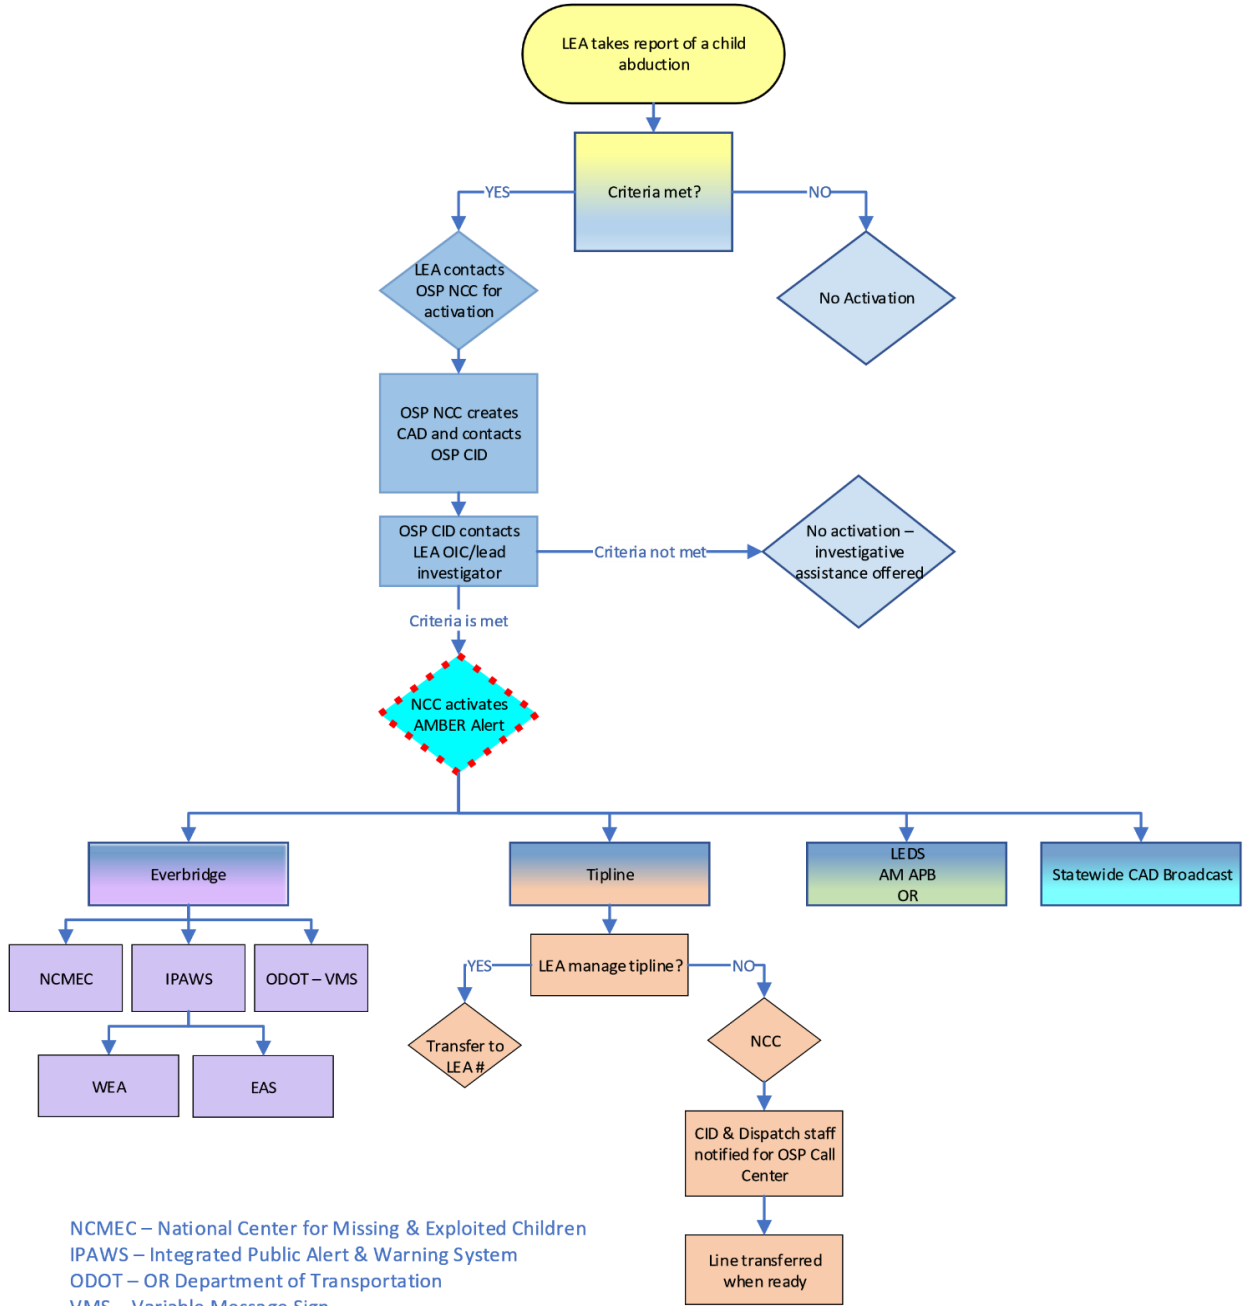 LEA takes report of a child
abduction
Criteria met?
YES
NO
LEA contacts
OSP NCC for
activation
No Activation
OSP NCC creates
CAD and contacts
OSP CID
OSP CID contacts
LEA OIC/lead
investigator
Criteria not met
No activation –
investigative
assistance offered
Criteria is met
NCC activates
AMBER Alert
Everbridge
Tipline
LEDS
AM APB
OR
Statewide CAD Broadcast
NCMEC
IPAWS
ODOT – VMS
LEA manage tipline?
YES
NO
WEA
EAS
Transfer to
LEA #
NCC
CID & Dispatch staff
notified for OSP Call
Center
Line transferred
when ready
NCMEC – National Center for Missing & Exploited Children
IPAWS – Integrated Public Alert & Warning System
ODOT – OR Department of Transportation
VMS – Variable Message Sign